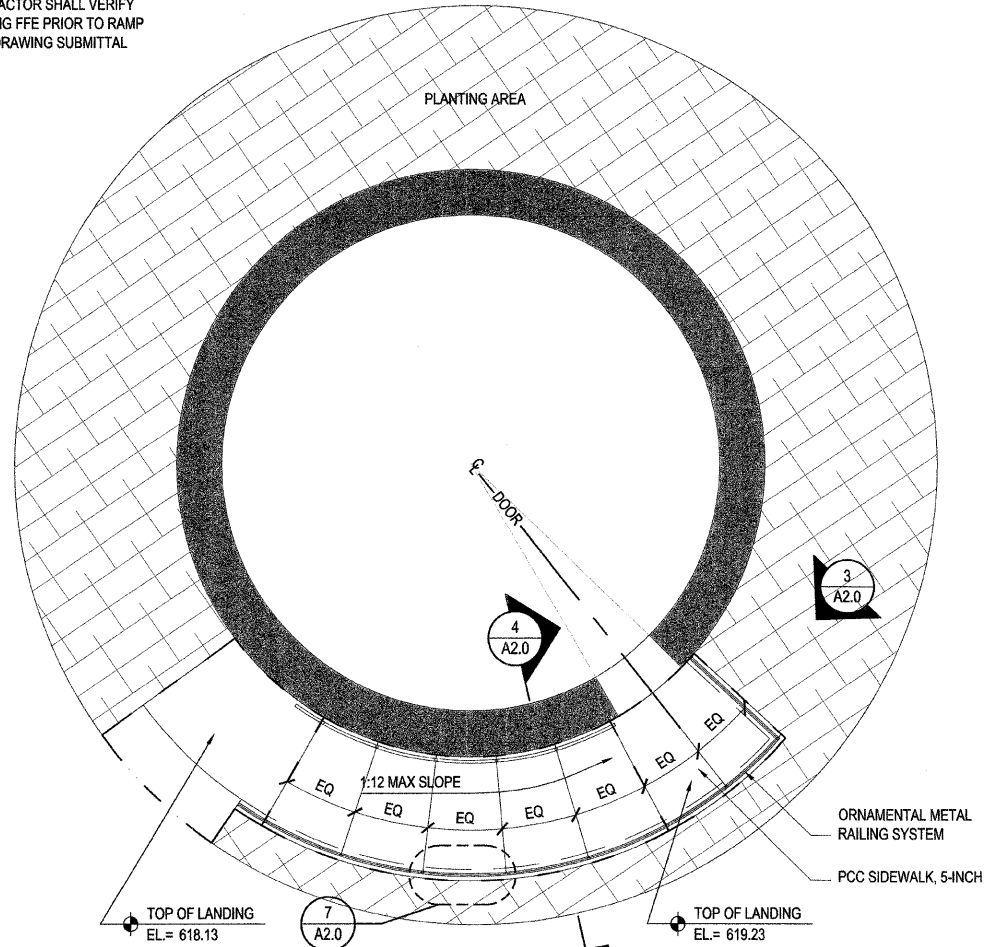 ACTOR SHALL VERIFY
NG FFE PRIOR TO RAMP
DRAWING SUBMITTAL
PLANTING AREA
DOOR
3
A2.0
4
A2.0
EQ
EQ
1:12 MAX SLOPE
EQ
EQ
EQ
EQ
EQ
ORNAMENTAL METAL
RAILING SYSTEM
PCC SIDEWALK, 5-INCH
TOP OF LANDING
EL.= 618.13
7
A2.0
TOP OF LANDING
EL.= 619.23